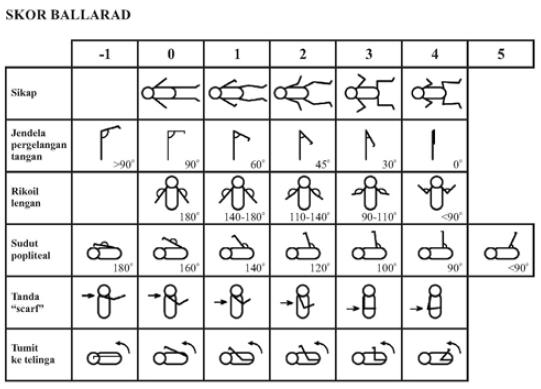 SKOR BALLARAD
-1 0 1 2 3 4 5
Sikap
Jendela
pergelangan
tangan
>90° 90° 60° 45° 30° 0°
Rikoil
lengan
180° 140-180° 110-140° 90-110° <90°
Sudut
popliteal
180° 160° 140° 120° 100° 90° <90°
Tanda
“scarf”
Tumit
ke telinga